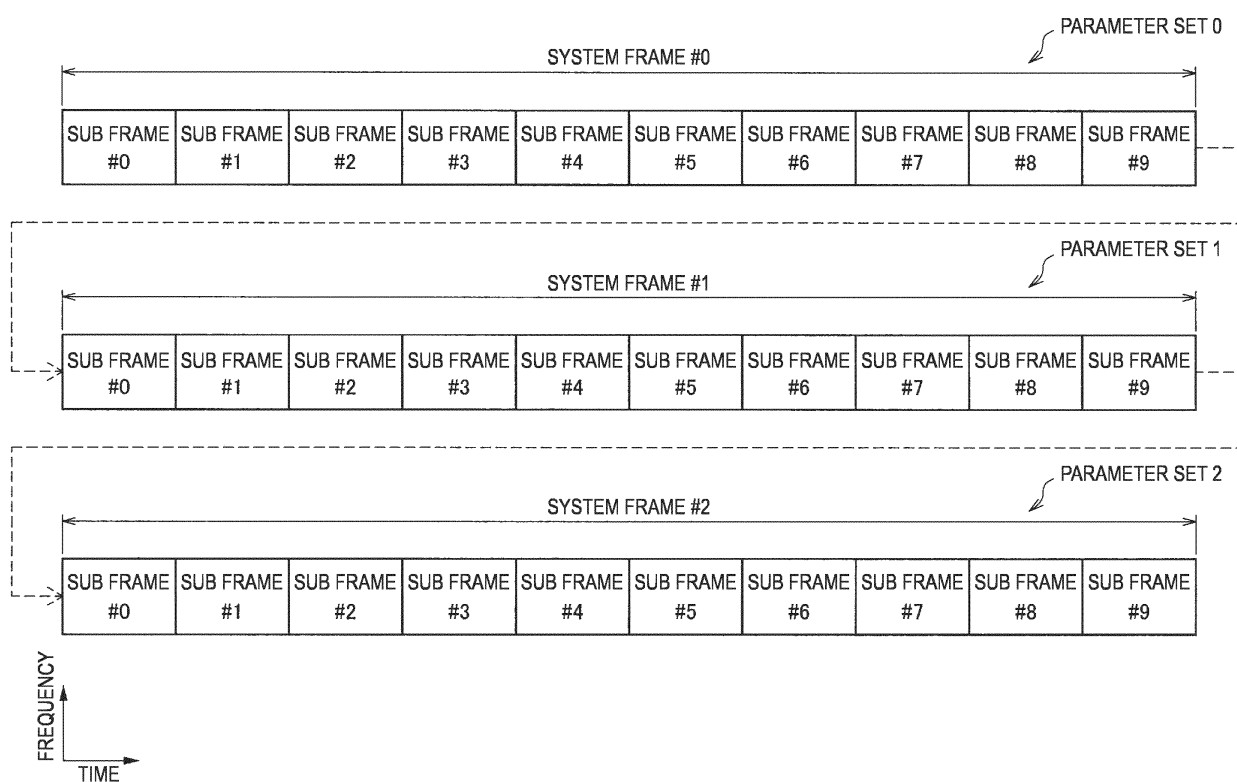 PARAMETER SET 0
SYSTEM FRAME #0
SUB FRAME #0
SUB FRAME #1
SUB FRAME #2
SUB FRAME #3
SUB FRAME #4
SUB FRAME #5
SUB FRAME #6
SUB FRAME #7
SUB FRAME #8
SUB FRAME #9
PARAMETER SET 1
SYSTEM FRAME #1
SUB FRAME #0
SUB FRAME #1
SUB FRAME #2
SUB FRAME #3
SUB FRAME #4
SUB FRAME #5
SUB FRAME #6
SUB FRAME #7
SUB FRAME #8
SUB FRAME #9
PARAMETER SET 2
SYSTEM FRAME #2
SUB FRAME #0
SUB FRAME #1
SUB FRAME #2
SUB FRAME #3
SUB FRAME #4
SUB FRAME #5
SUB FRAME #6
SUB FRAME #7
SUB FRAME #8
SUB FRAME #9
FREQUENCY
TIME